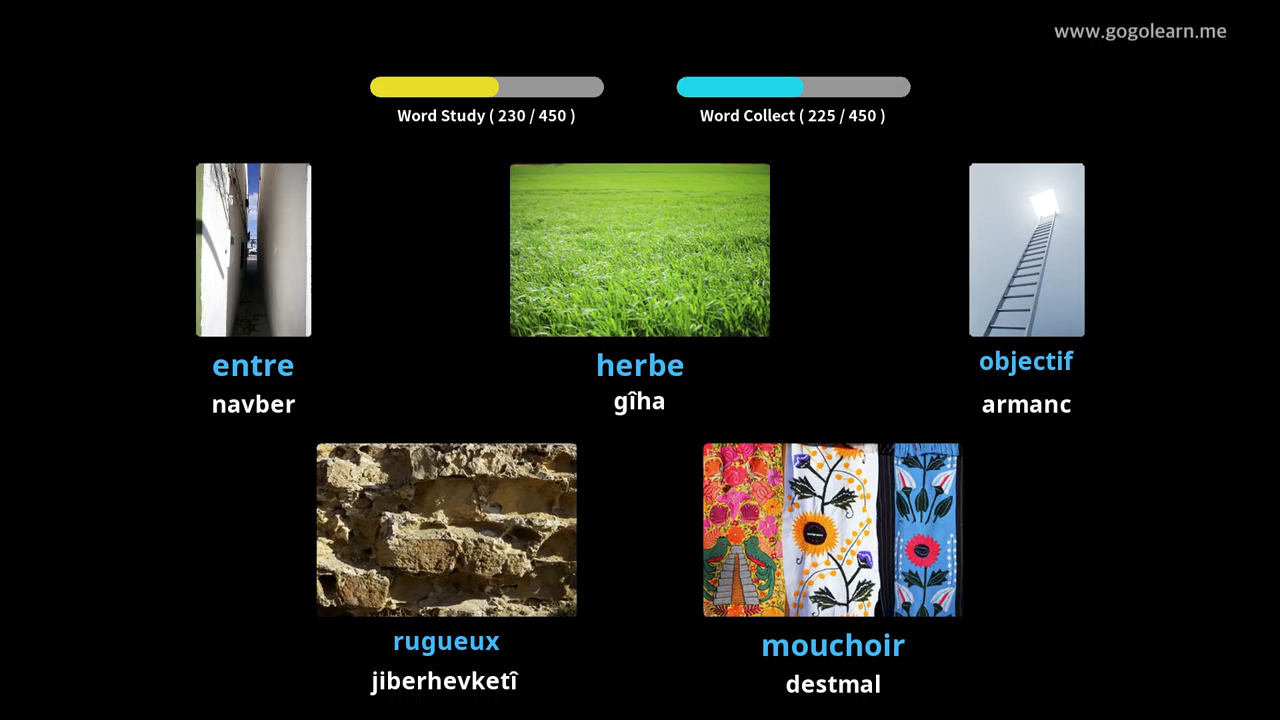 www.gogolearn.me
Word Study ( 230 / 450 )
Word Collect ( 225 / 450 )
entre
navber
herbe
gîha
objectif
armanc
rugueux
jiberhevketî
mouchoir
destmal